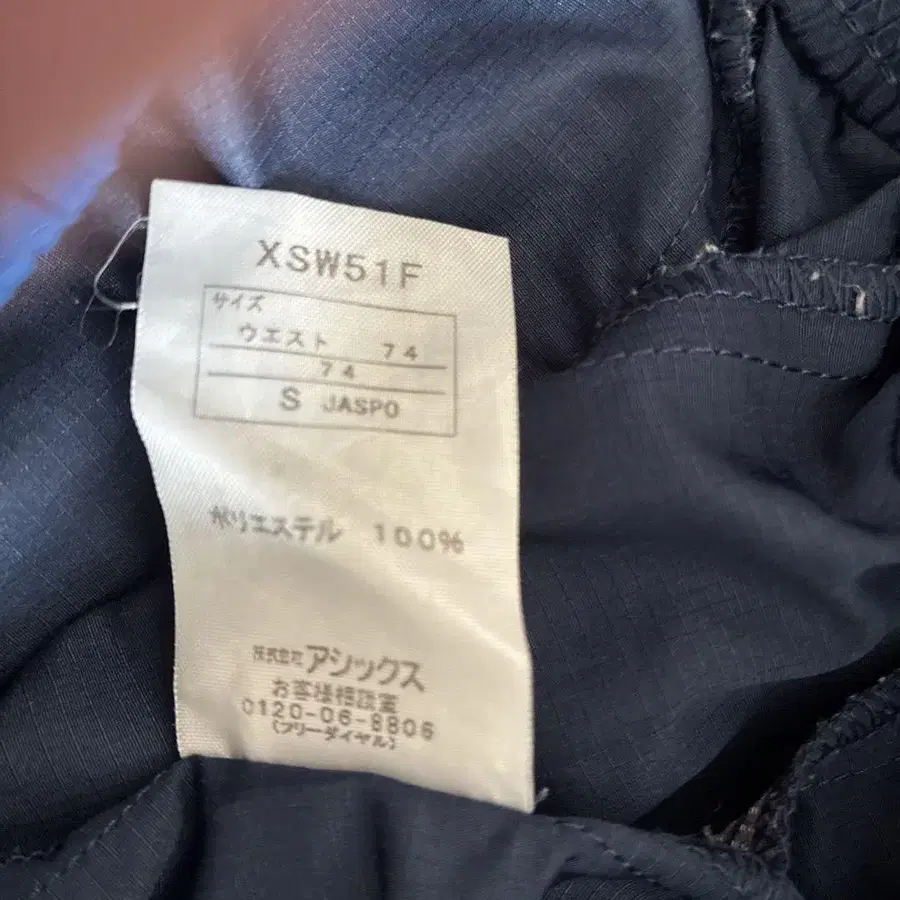 XSW51F
サイズ
ウエスト 74
74
S JASPO
ポリエステル 100%
株式会社アシックス
お客様相談室
0120-06-8806
(フリーダイヤル)